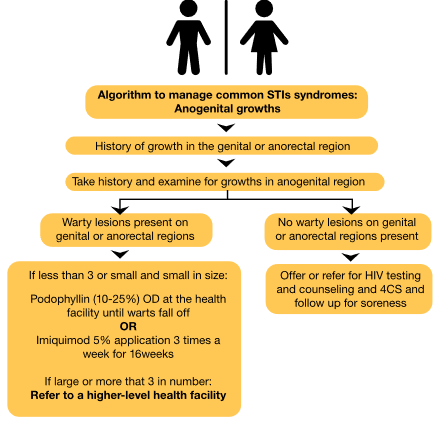 Algorithm to manage common STIs syndromes:
Anogenital growths
History of growth in the genital or anorectal region
Take history and examine for growths in anogenital region
Warty lesions present on
genital or anorectal regions
No warty lesions on genital
or anorectal regions present
If less than 3 or small and small in size:
Podophyllin (10-25%) OD at the health
facility until warts fall off
OR
Imiquimod 5% application 3 times a
week for 16weeks
If large or more that 3 in number:
Refer to a higher-level health facility
Offer or refer for HIV testing
and counseling and 4CS and
follow up for soreness